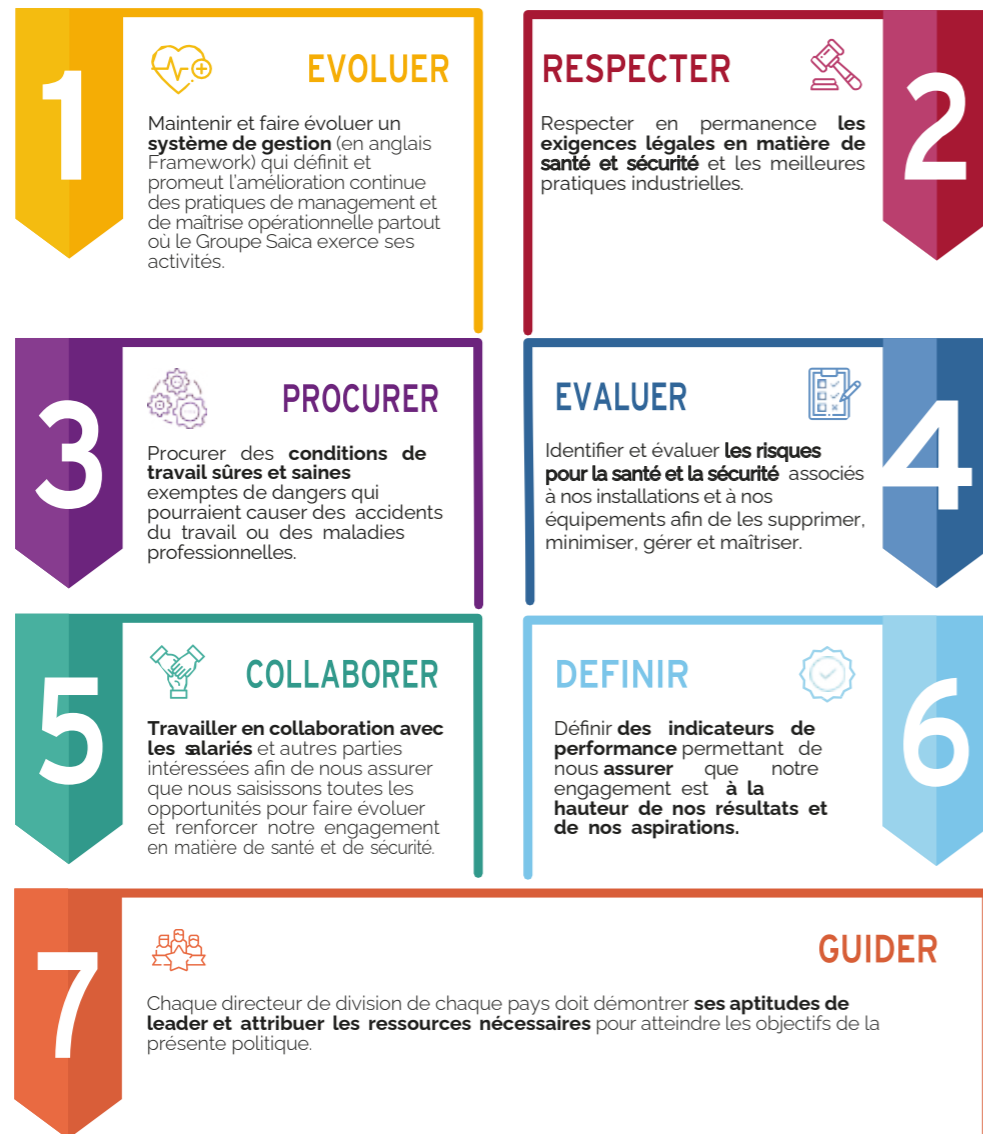 1
EVOLUER
Maintenir et faire évoluer un
système de gestion (en anglais
Framework) qui définit et
promeut l'amélioration continue
des pratiques de management et
de maîtrise opérationnelle partout
où le Groupe Saica exerce ses
activités.
2
RESPECTER
Respecter en permanence les
exigences légales en matière de
santé et sécurité et les meilleures
pratiques industrielles.
3
PROCURER
Procurer des conditions de
travail sûres et saines
exemptes de dangers qui
pourraient causer des accidents
du travail ou des maladies
professionnelles.
4
EVALUER
Identifier et évaluer les risques
pour la santé et la sécurité associés
à nos installations et à nos
équipements afin de les supprimer,
minimiser, gérer et maîtriser.
5
COLLABORER
Travailler en collaboration avec
les salariés et autres parties
intéressées afin de nous assurer
que nous saisissons toutes les
opportunités pour faire évoluer
et renforcer notre engagement
en matière de santé et de sécurité.
6
DEFINIR
Définir des indicateurs de
performance permettant de
nous assurer que notre
engagement est à la
hauteur de nos résultats et
de nos aspirations.
7
GUIDER
Chaque directeur de division de chaque pays doit démontrer ses aptitudes de
leader et attribuer les ressources nécessaires pour atteindre les objectifs de la
présente politique.